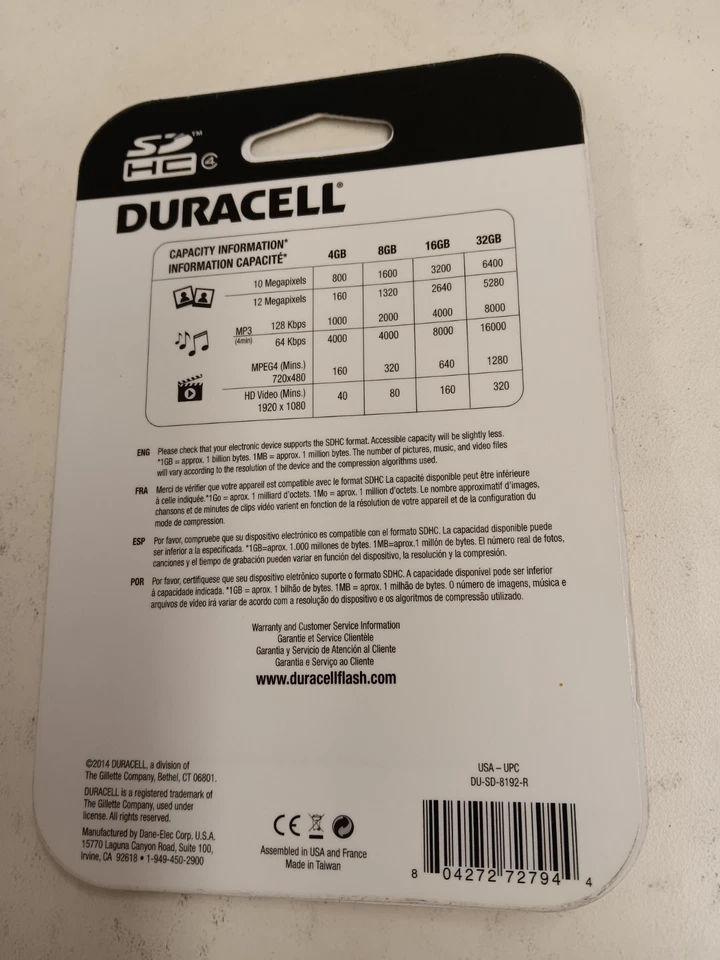 SD™
HC 4
DURACELL®
CAPACITY INFORMATION* 4GB 8GB 16GB 32GB
INFORMATION CAPACITÉ*
10 Megapixels 800 1600 3200 6400
12 Megapixels 160 1320 2640 5280
MP3 (4min) 128 Kbps 1000 2000 4000 8000
64 Kbps 4000 4000 8000 16000
MPEG4 (Mins.) 720x480 160 320 640 1280
HD Video (Mins.) 1920 x 1080 40 80 160 320
ENG Please check that your electronic device supports the SDHC format. Accessible capacity will be slightly less.
*1GB = approx. 1 billion bytes. 1MB = approx. 1 million bytes. The number of pictures, music, and video files
will vary according to the resolution of the device and the compression algorithms used.
FRA Merci de vérifier que votre appareil est compatible avec le format SDHC La capacité disponible peut être inférieure
à celle indiquée.*1Go = aprox. 1 milliard d'octets. 1Mo = aprox. 1 million d'octets. Le nombre approximatif d'images,
chansons et de minutes de clips vidéo varient en fonction de la résolution de votre appareil et de la configuration du
mode de compression.
ESP Por favor, compruebe que su dispositivo electrónico es compatible con el formato SDHC. La capacidad disponible puede
ser inferior a la especificada. *1GB=aprox. 1.000 millones de bytes. 1MB=aprox.1 millón de bytes. El número real de fotos,
canciones y el tiempo de grabación pueden variar en función del dispositivo, la resolución y la compresión.
POR Por favor, certifiquese que seu dispositivo eletrônico suporte o formato SDHC. A capacidade disponível pode ser inferior
à capacidade indicada. *1GB = aprox. 1 bilhão de bytes. 1MB = aprox. 1 milhão de bytes. O número de imagens, música e
arquivos de vídeo irá variar de acordo com a resolução do dispositivo e os algoritmos de compressão utilizado.
Warranty and Customer Service Information
Garantie et Service Clientèle
Garantía y Servicio de Atención al Cliente
Garantia e Serviço ao Cliente
www.duracellflash.com
©2014 DURACELL, a division of
The Gillette Company, Bethel, CT 06801.
DURACELL is a registered trademark of
The Gillette Company, used under
license. All rights reserved.
Manufactured by Dane-Elec Corp. U.S.A.
15770 Laguna Canyon Road, Suite 100,
Irvine, CA 92618 • 1-949-450-2900
CE
Assembled in USA and France
Made in Taiwan
USA – UPC
DU-SD-8192-R
8 04272 72794 4